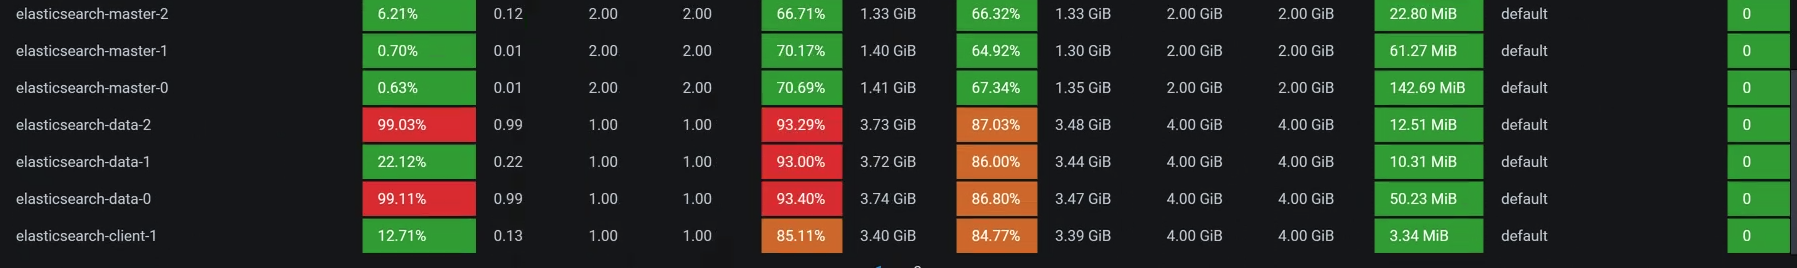 elasticsearch-master-2 6.21% 0.12 2.00 2.00 66.71% 1.33 GiB 66.32% 1.33 GiB 2.00 GiB 2.00 GiB 22.80 MiB default 0
elasticsearch-master-1 0.70% 0.01 2.00 2.00 70.17% 1.40 GiB 64.92% 1.30 GiB 2.00 GiB 2.00 GiB 61.27 MiB default 0
elasticsearch-master-0 0.63% 0.01 2.00 2.00 70.69% 1.41 GiB 67.34% 1.35 GiB 2.00 GiB 2.00 GiB 142.69 MiB default 0
elasticsearch-data-2 99.03% 0.99 1.00 1.00 93.29% 3.73 GiB 87.03% 3.48 GiB 4.00 GiB 4.00 GiB 12.51 MiB default 0
elasticsearch-data-1 22.12% 0.22 1.00 1.00 93.00% 3.72 GiB 86.00% 3.44 GiB 4.00 GiB 4.00 GiB 10.31 MiB default 0
elasticsearch-data-0 99.11% 0.99 1.00 1.00 93.40% 3.74 GiB 86.80% 3.47 GiB 4.00 GiB 4.00 GiB 50.23 MiB default 0
elasticsearch-client-1 12.71% 0.13 1.00 1.00 85.11% 3.40 GiB 84.77% 3.39 GiB 4.00 GiB 4.00 GiB 3.34 MiB default 0